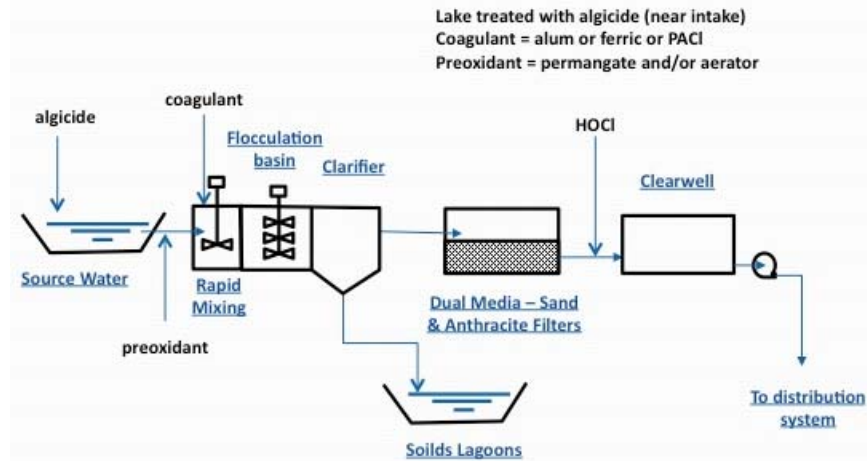 Lake treated with algicide (near intake)
Coagulant = alum or ferric or PACl
Preoxidant = permangate and/or aerator
coagulant
algicide
HOCl
Flocculation
basin
Clarifier
Clearwell
Source Water
Rapid
Mixing
Dual Media – Sand
& Anthracite Filters
preoxidant
To distribution
system
Soilds Lagoons